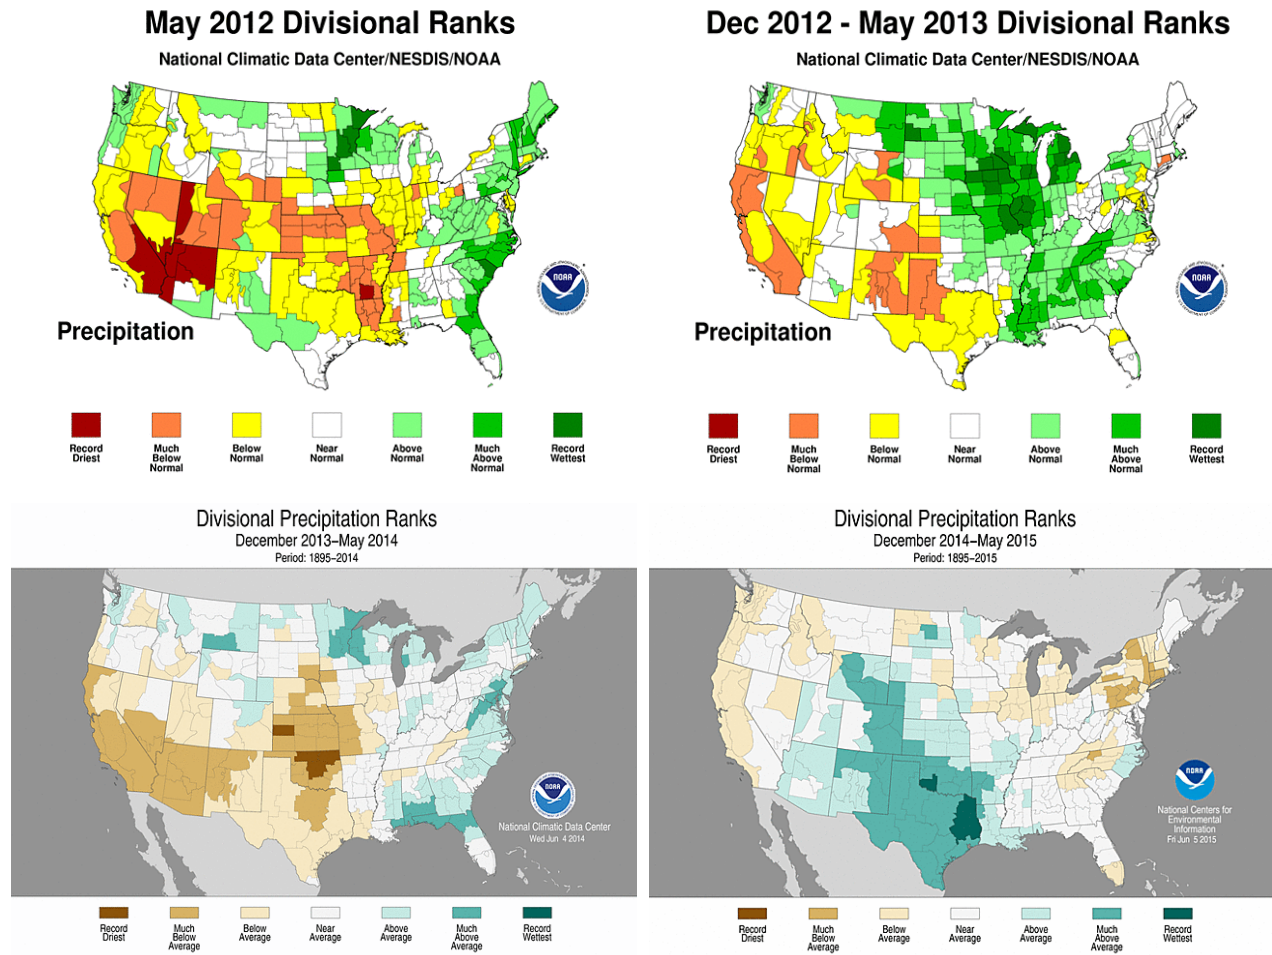 May 2012 Divisional Ranks
National Climatic Data Center/NESDIS/NOAA
NOAA
Precipitation
Record
Driest
Much
Below
Normal
Below
Normal
Near
Normal
Above
Normal
Much
Above
Normal
Record
Wettest
Dec 2012 - May 2013 Divisional Ranks
National Climatic Data Center/NESDIS/NOAA
NOAA
Precipitation
Record
Driest
Much
Below
Normal
Below
Normal
Near
Normal
Above
Normal
Much
Above
Normal
Record
Wettest
Divisional Precipitation Ranks
December 2013–May 2014
Period: 1895–2014
NOAA
National Climatic Data Center
Wed Jun 4 2014
Record
Driest
Much
Below
Average
Below
Average
Near
Average
Above
Average
Much
Above
Average
Record
Wettest
Divisional Precipitation Ranks
December 2014–May 2015
Period: 1895–2015
NOAA
National Centers for
Environmental
Information
Fri Jun 5 2015
Record
Driest
Much
Below
Average
Below
Average
Near
Average
Above
Average
Much
Above
Average
Record
Wettest